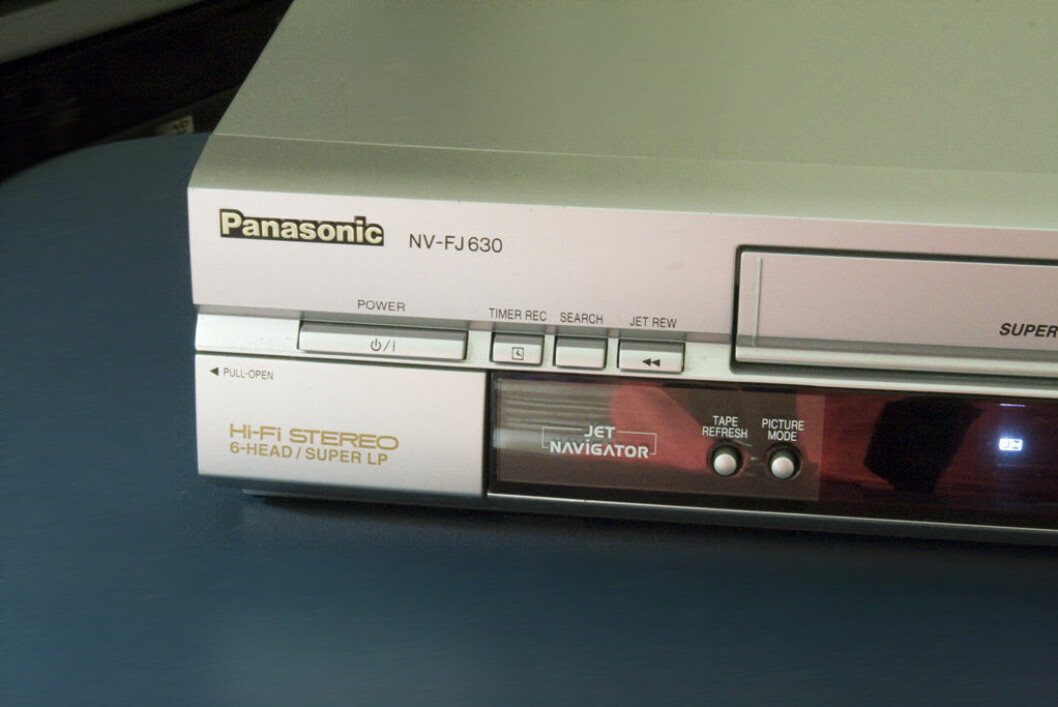 Panasonic
NV-FJ630
POWER
TIMER REC
SEARCH
JET REW
SUPER
PULL-OPEN
Hi-Fi STEREO
6-HEAD / SUPER LP
JET
NAVIGATOR
TAPE
REFRESH
PICTURE
MODE